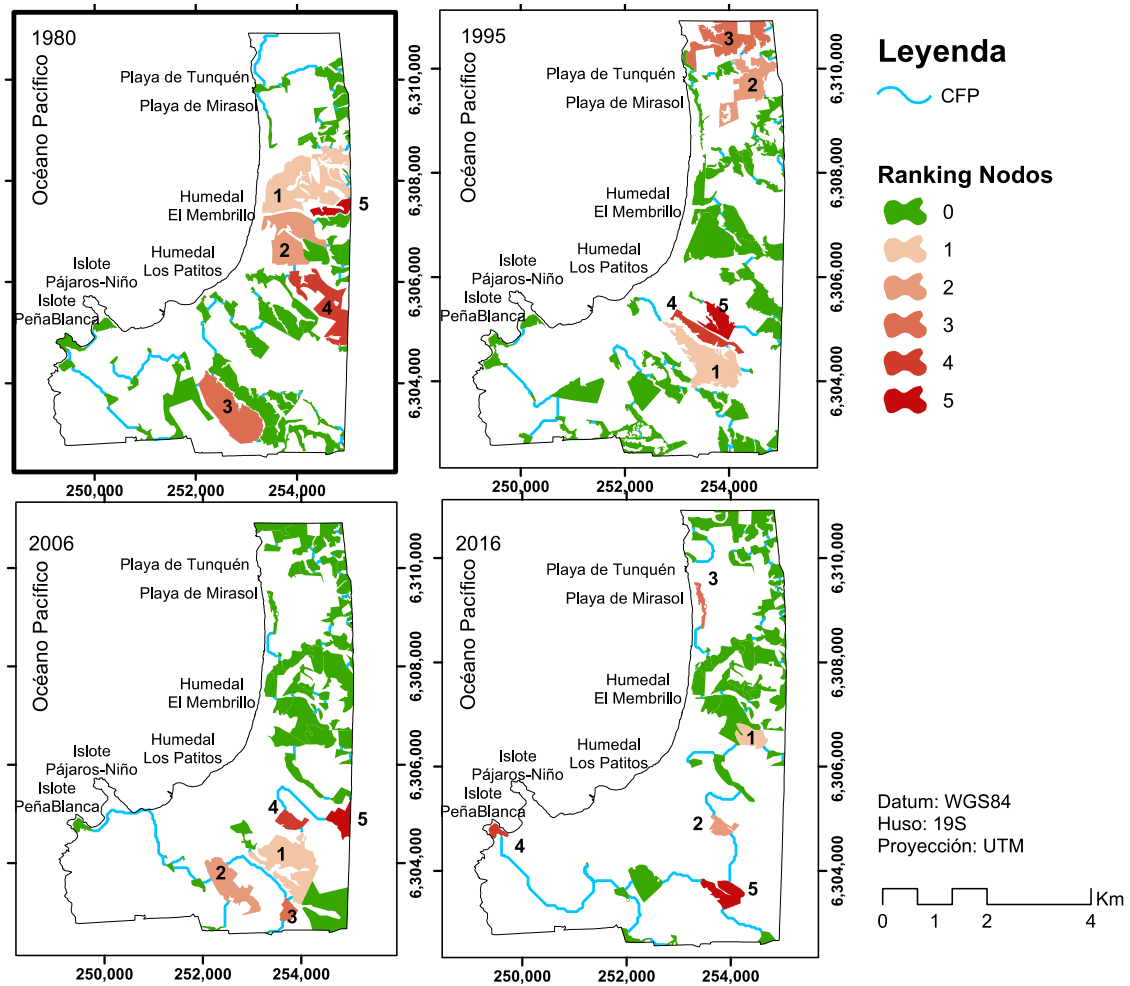 1980
Océano Pacífico
Playa de Tunquén
Playa de Mirasol
Humedal
El Membrillo
Humedal
Los Patitos
Islote
Pájaros-Niño
Islote
PeñaBlanca
1
2
3
4
5
6,310,000
6,308,000
6,306,000
6,304,000
250,000
252,000
254,000
1995
Océano Pacífico
Playa de Tunquén
Playa de Mirasol
Humedal
El Membrillo
Humedal
Los Patitos
Islote
Pájaros-Niño
Islote
PeñaBlanca
3
2
4
5
1
6,310,000
6,308,000
6,306,000
6,304,000
250,000
252,000
254,000
Leyenda
CFP
Ranking Nodos
0
1
2
3
4
5
2006
Océano Pacífico
Playa de Tunquén
Playa de Mirasol
Humedal
El Membrillo
Humedal
Los Patitos
Islote
Pájaros-Niño
Islote
PeñaBlanca
4
5
1
2
3
6,310,000
6,308,000
6,306,000
6,304,000
250,000
252,000
254,000
2016
Océano Pacífico
Playa de Tunquén
3
Playa de Mirasol
Humedal
El Membrillo
Humedal
Los Patitos
Islote
Pájaros-Niño
Islote
PeñaBlanca
1
2
4
5
6,310,000
6,308,000
6,306,000
6,304,000
250,000
252,000
254,000
Datum: WGS84
Huso: 19S
Proyección: UTM
Km
0 1 2 4